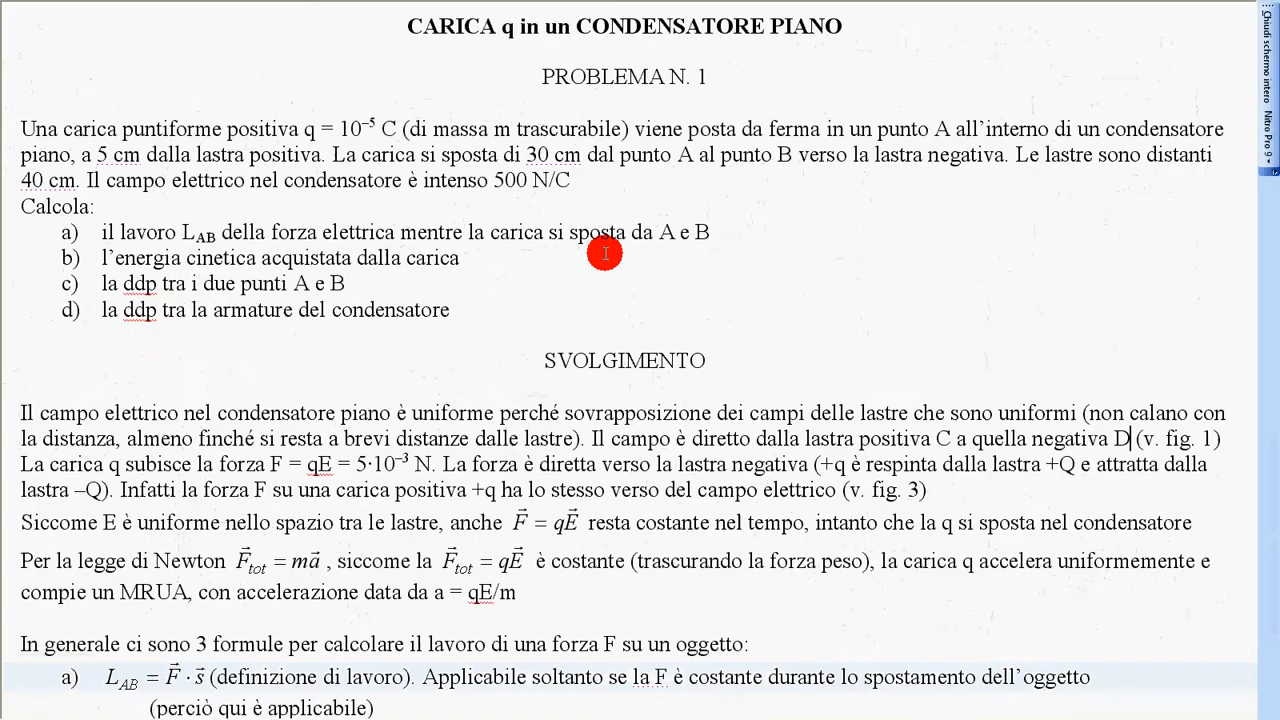 CARICA q in un CONDENSATORE PIANO
PROBLEMA N. 1
Una carica puntiforme positiva q = 10⁻⁵ C (di massa m trascurabile) viene posta da ferma in un punto A all'interno di un condensatore
piano, a 5 cm dalla lastra positiva. La carica si sposta di 30 cm dal punto A al punto B verso la lastra negativa. Le lastre sono distanti
40 cm. Il campo elettrico nel condensatore è intenso 500 N/C
Calcola:
a) il lavoro L_AB della forza elettrica mentre la carica si sposta da A e B
b) l'energia cinetica acquistata dalla carica
c) la ddp tra i due punti A e B
d) la ddp tra la armature del condensatore
SVOLGIMENTO
Il campo elettrico nel condensatore piano è uniforme perché sovrapposizione dei campi delle lastre che sono uniformi (non calano con
la distanza, almeno finché si resta a brevi distanze dalle lastre). Il campo è diretto dalla lastra positiva C a quella negativa D (v. fig. 1)
La carica q subisce la forza F = qE = 5·10⁻³ N. La forza è diretta verso la lastra negativa (+q è respinta dalla lastra +Q e attratta dalla
lastra –Q). Infatti la forza F su una carica positiva +q ha lo stesso verso del campo elettrico (v. fig. 3)
Siccome E è uniforme nello spazio tra le lastre, anche F⃗ = qE⃗ resta costante nel tempo, intanto che la q si sposta nel condensatore
Per la legge di Newton F⃗_tot = ma⃗ , siccome la F⃗_tot = qE⃗ è costante (trascurando la forza peso), la carica q accelera uniformemente e
compie un MRUA, con accelerazione data da a = qE/m
In generale ci sono 3 formule per calcolare il lavoro di una forza F su un oggetto:
a) L_AB = F⃗ · s⃗ (definizione di lavoro). Applicabile soltanto se la F è costante durante lo spostamento dell'oggetto
(perciò qui è applicabile)
Chiudi schermo intero Nitro Pro 9